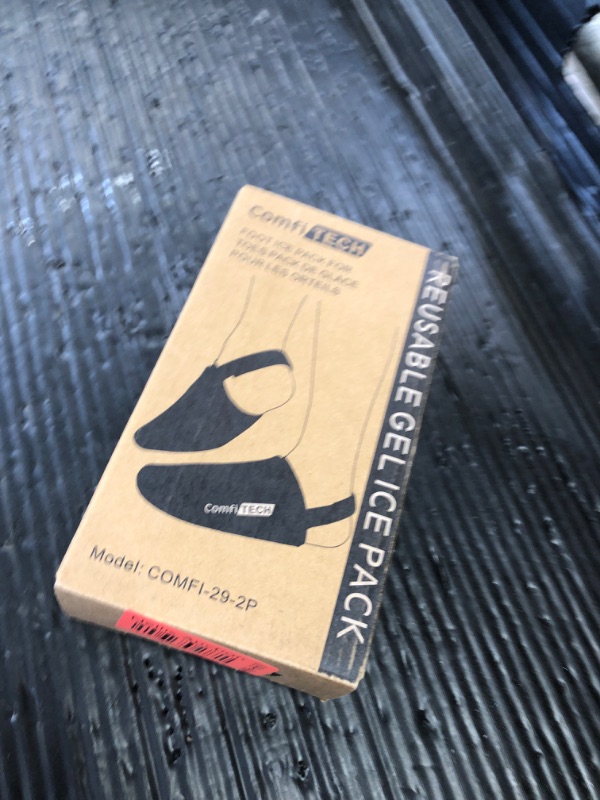 Comfi TECH
FOOT ICE PACK FOR
TOES PACK DE GLACE
POUR LES ORTEILS
REUSABLE GEL ICE PACK
Comfi TECH
Model: COMFI-29-2P